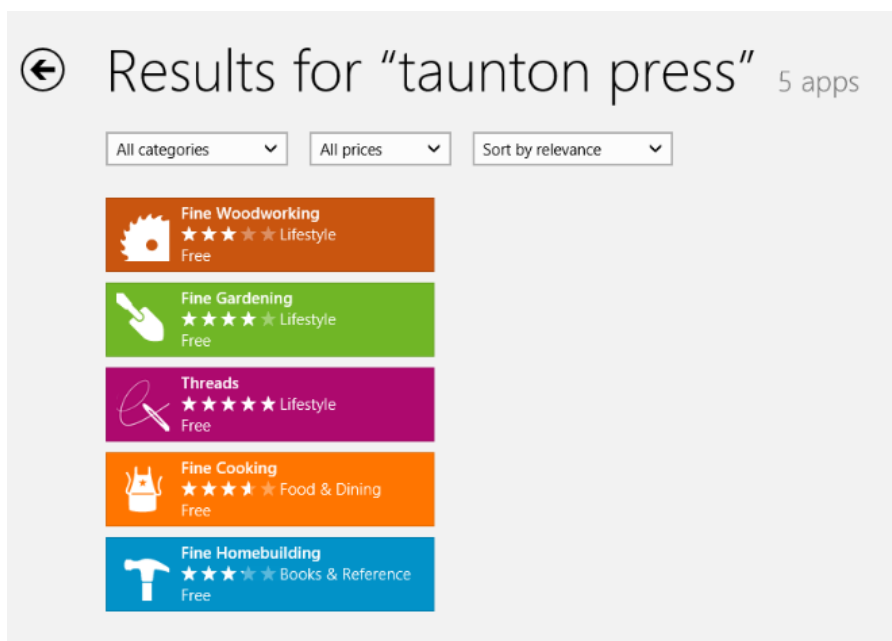 Results for “taunton press” 5 apps
All categories All prices Sort by relevance
Fine Woodworking
Lifestyle
Free
Fine Gardening
Lifestyle
Free
Threads
Lifestyle
Free
Fine Cooking
Food & Dining
Free
Fine Homebuilding
Books & Reference
Free